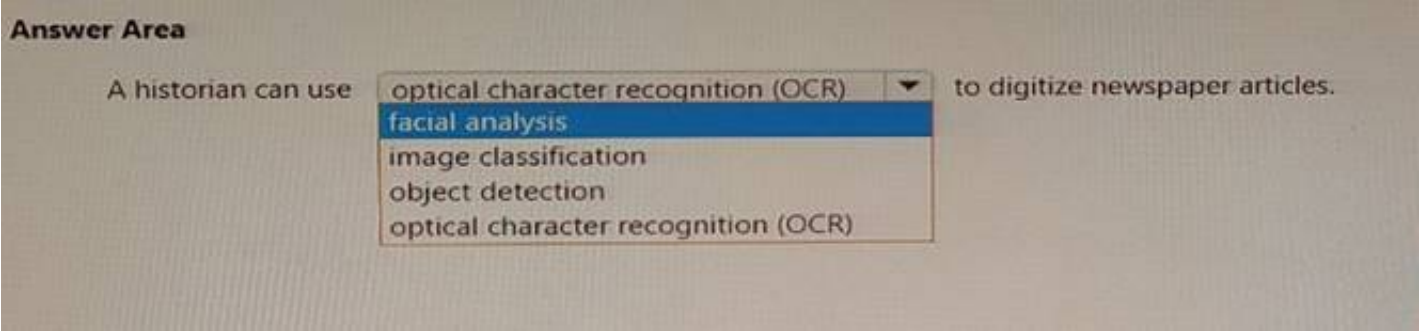 Answer Area
A historian can use optical character recognition (OCR) to digitize newspaper articles.
facial analysis
image classification
object detection
optical character recognition (OCR)